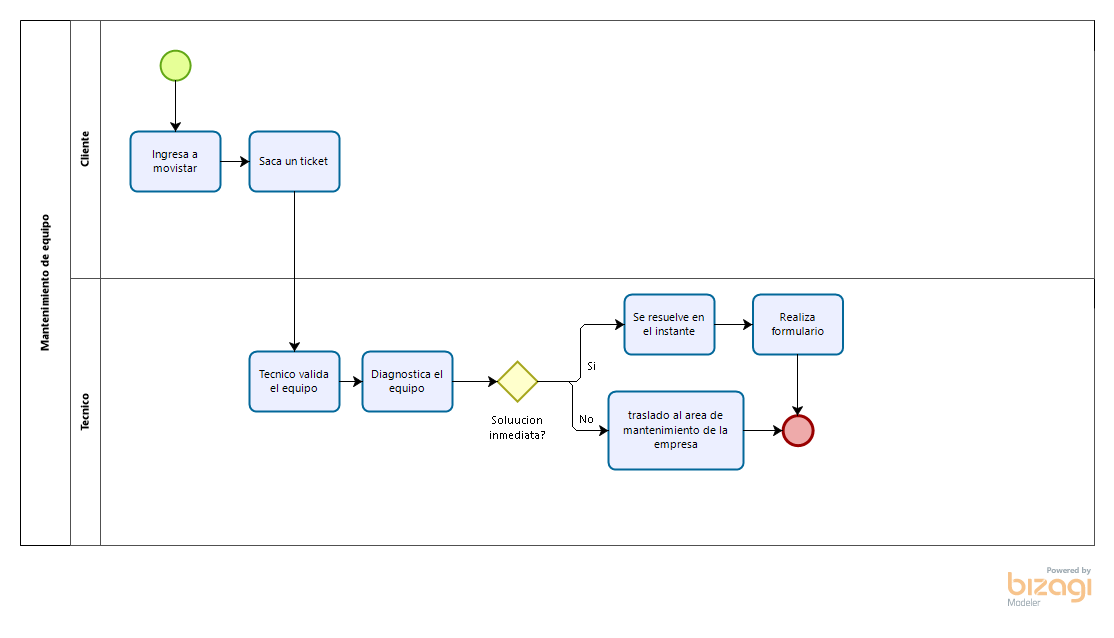 Mantenimiento de equipo
Cliente
Ingresa a
movistar
Saca un ticket
Tecnico
Tecnico valida
el equipo
Diagnostica el
equipo
Soluucion
inmediata?
Si
Se resuelve en
el instante
Realiza
formulario
No
traslado al area de
mantenimiento de la
empresa
Powered by
bizagi
Modeler